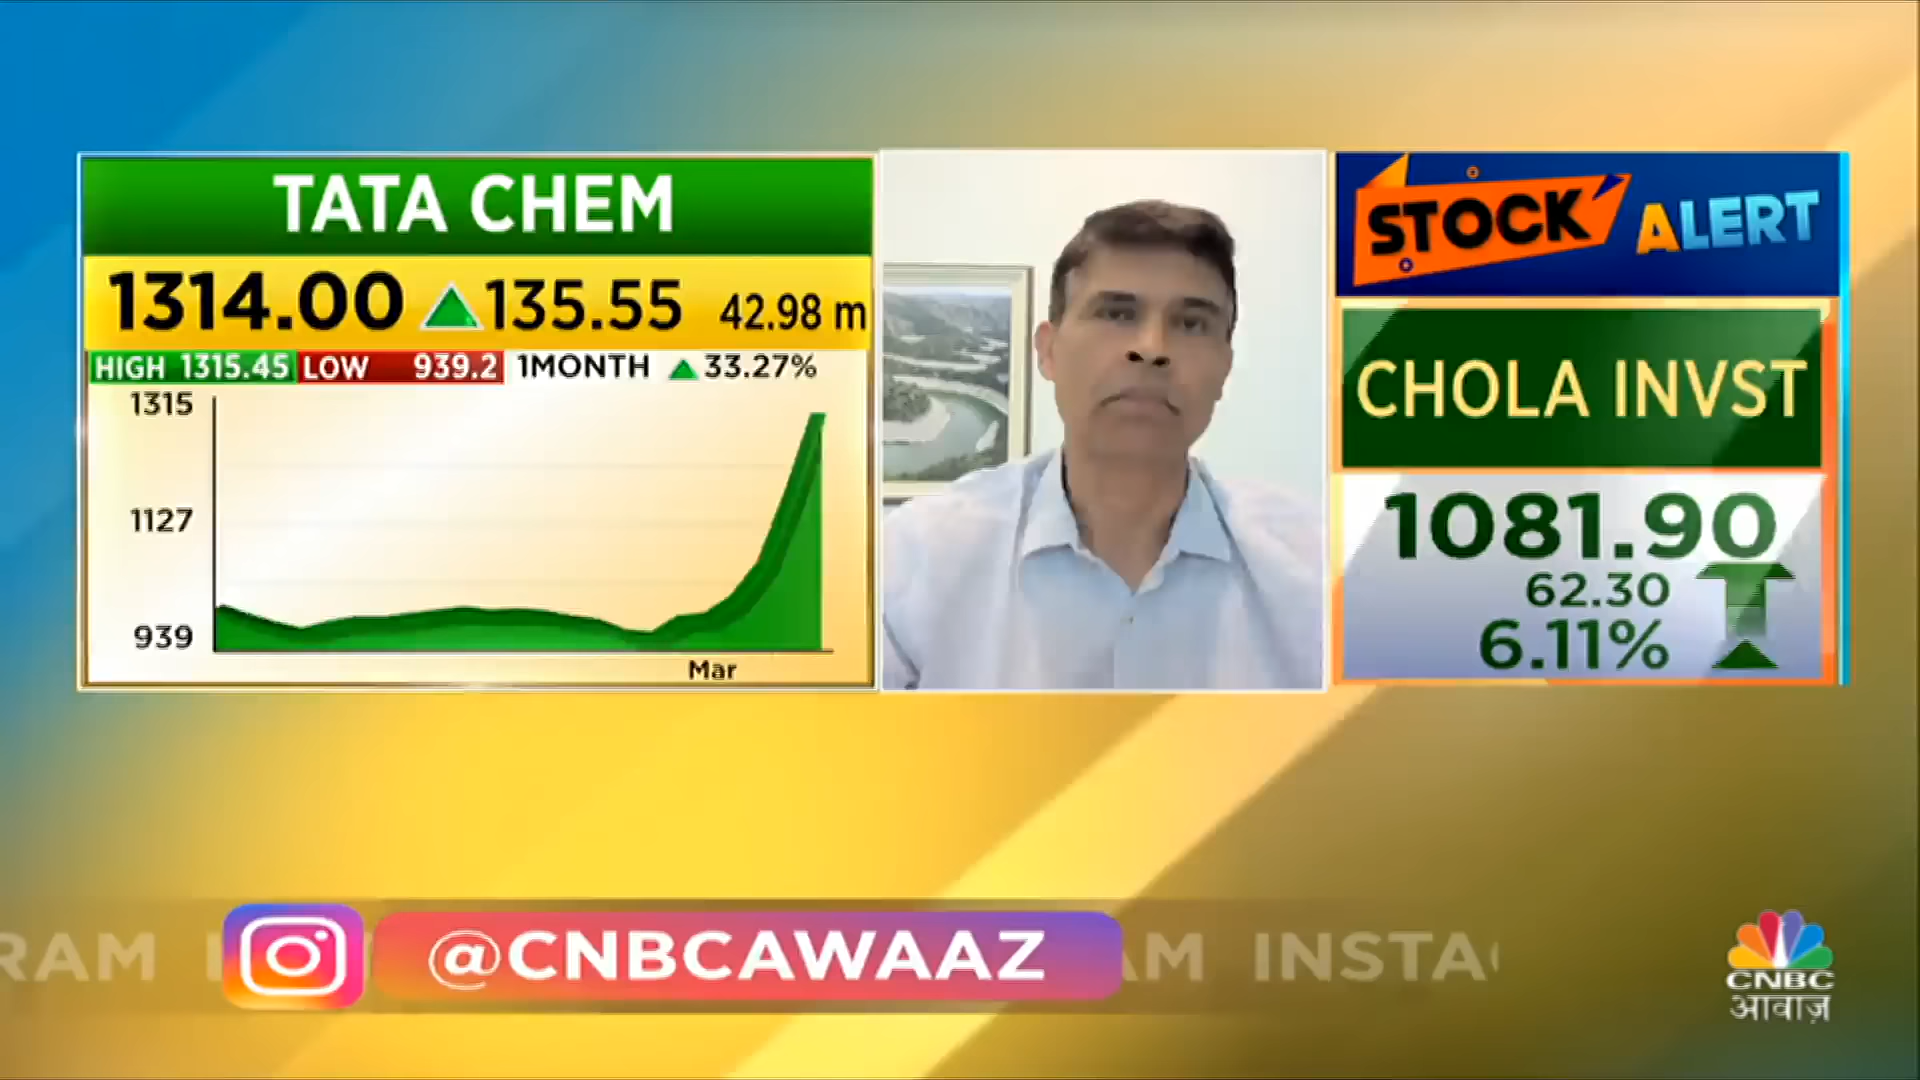 TATA CHEM
1314.00 ▲ 135.55 42.98 m
HIGH 1315.45 LOW 939.2 1MONTH ▲ 33.27%
1315
1127
939
Mar
STOCK ALERT
CHOLA INVST
1081.90
62.30
6.11%
RAM I @CNBCAWAAZ AM INSTA
CNBC
आवाज़